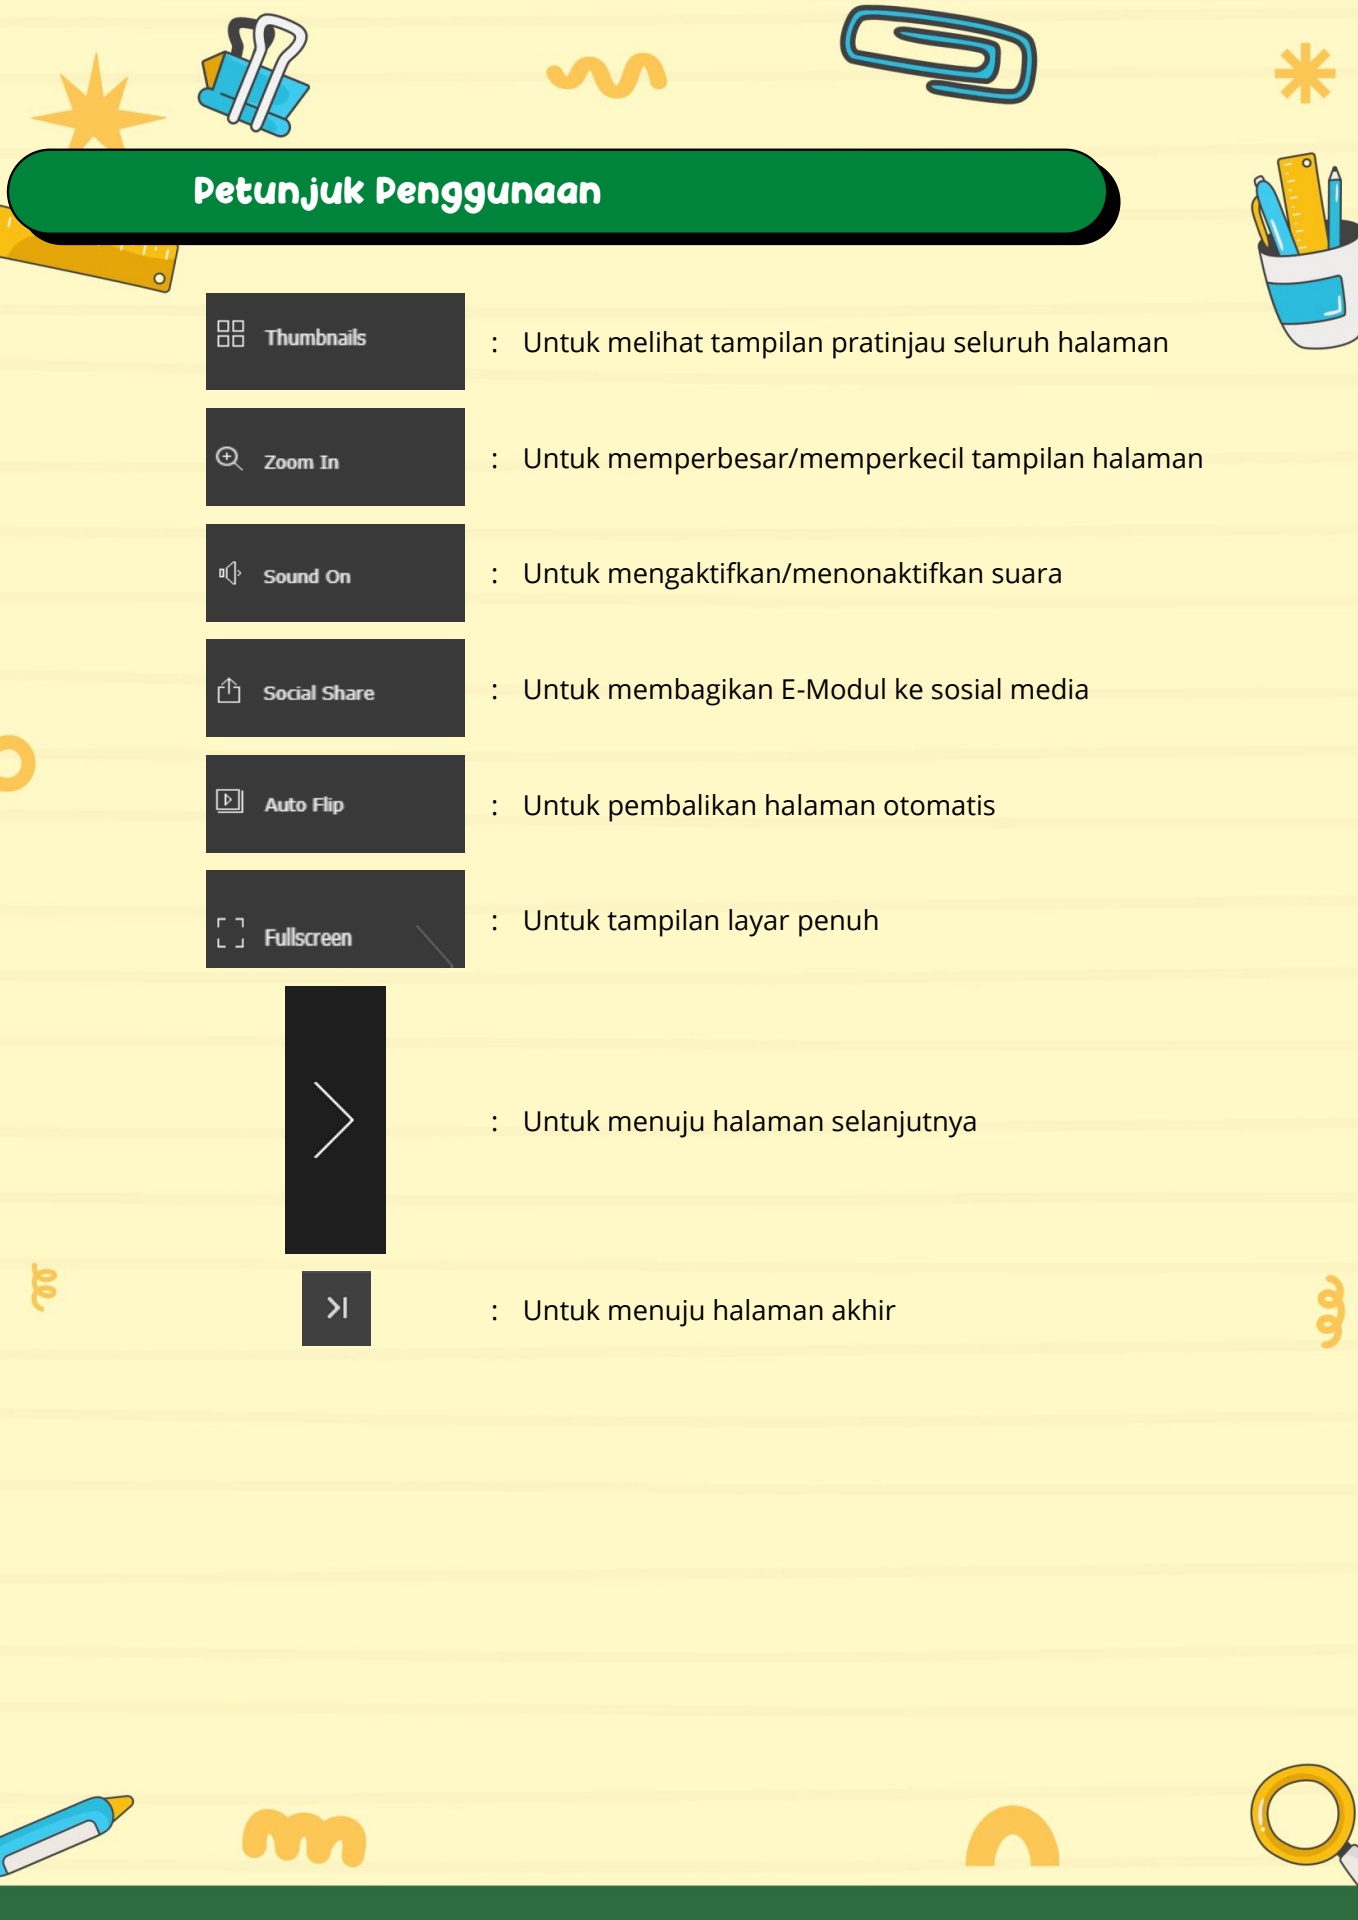 Petunjuk Penggunaan
Thumbnails : Untuk melihat tampilan pratinjau seluruh halaman
Zoom In : Untuk memperbesar/memperkecil tampilan halaman
Sound On : Untuk mengaktifkan/menonaktifkan suara
Social Share : Untuk membagikan E-Modul ke sosial media
Auto Flip : Untuk pembalikan halaman otomatis
Fullscreen : Untuk tampilan layar penuh
: Untuk menuju halaman selanjutnya
: Untuk menuju halaman akhir